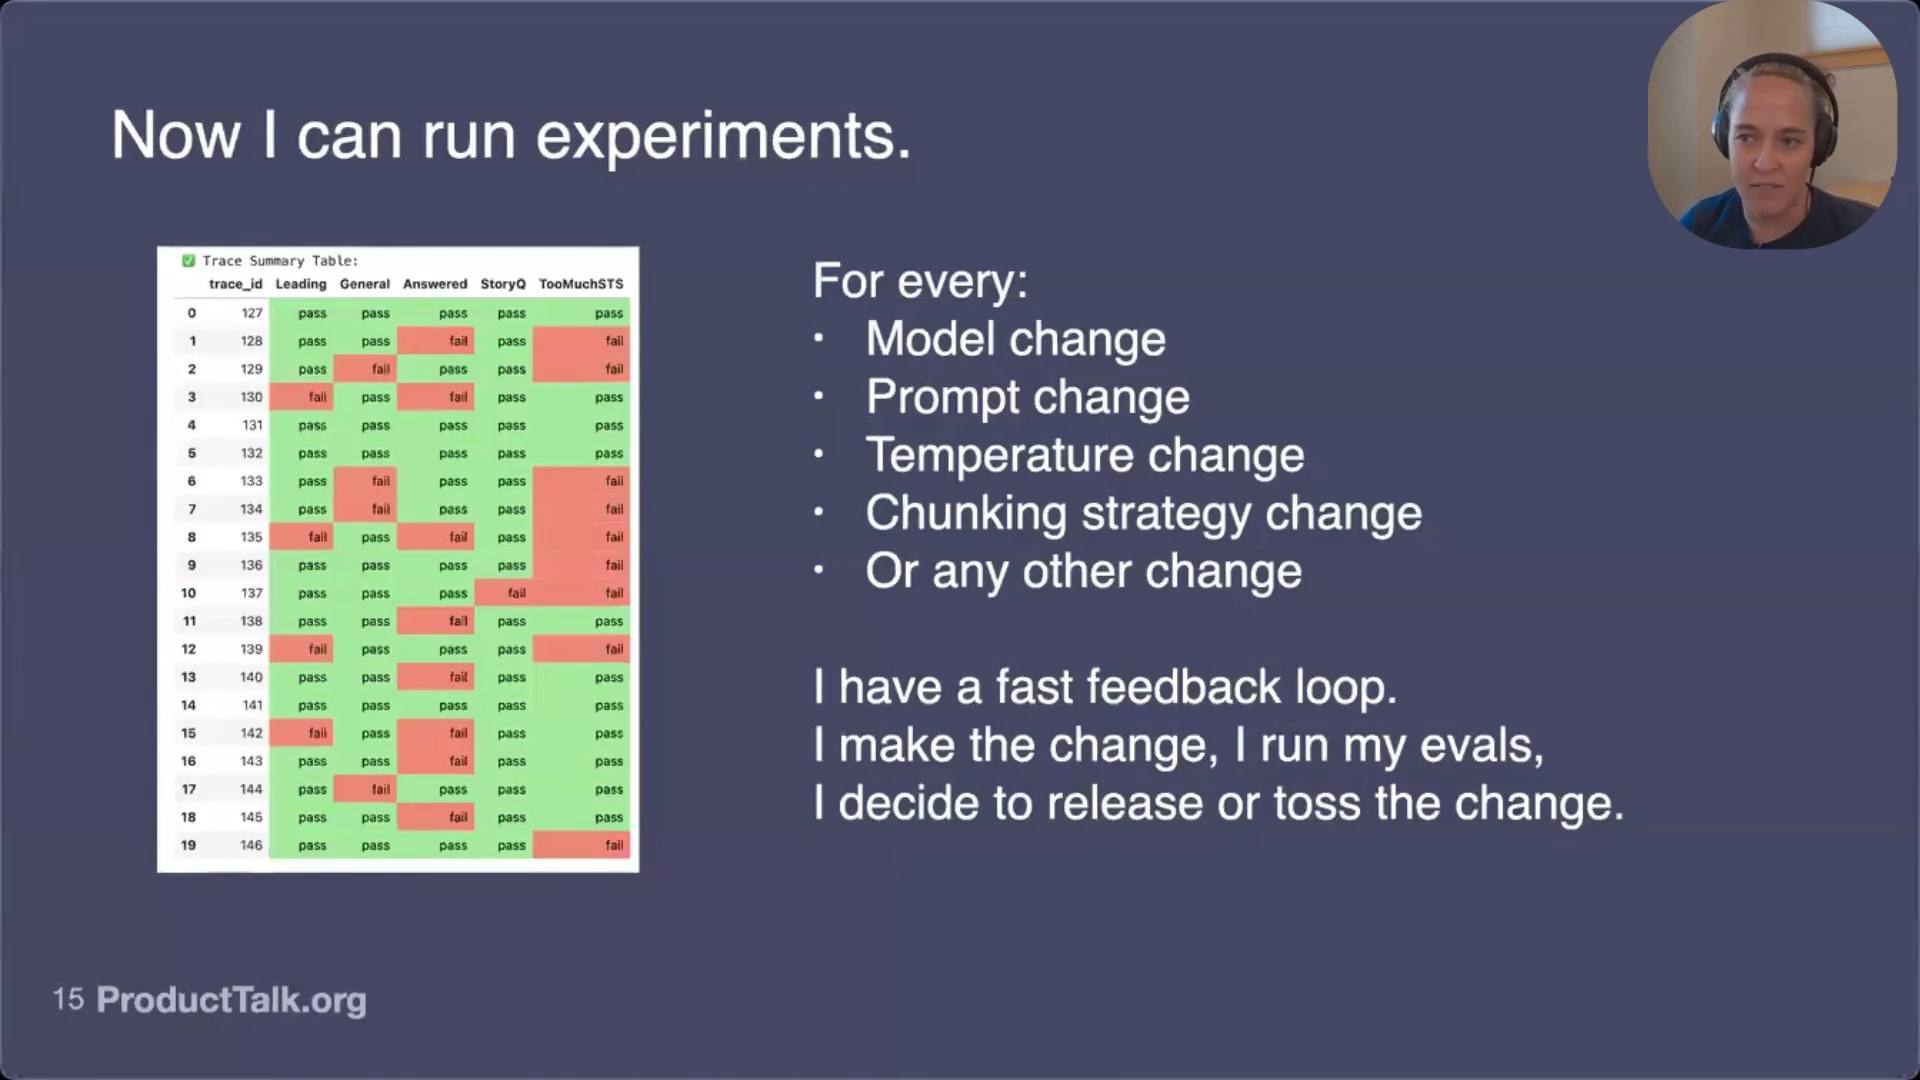 Now I can run experiments.
✅ Trace Summary Table:
trace_id Leading General Answered StoryQ TooMuchSTS
0 127 pass pass pass pass pass
1 128 pass pass fail pass fail
2 129 pass fail pass pass fail
3 130 fail pass fail pass pass
4 131 pass pass pass pass pass
5 132 pass pass pass pass pass
6 133 pass fail pass pass fail
7 134 pass fail pass pass fail
8 135 fail pass fail pass fail
9 136 pass pass pass pass fail
10 137 pass pass pass fail fail
11 138 pass pass fail pass pass
12 139 fail pass pass pass fail
13 140 pass pass fail pass pass
14 141 pass pass pass pass pass
15 142 fail pass fail pass pass
16 143 pass pass fail pass pass
17 144 pass fail pass pass pass
18 145 pass pass fail pass pass
19 146 pass pass pass pass fail
For every:
• Model change
• Prompt change
• Temperature change
• Chunking strategy change
• Or any other change
I have a fast feedback loop.
I make the change, I run my evals,
I decide to release or toss the change.
15 ProductTalk.org